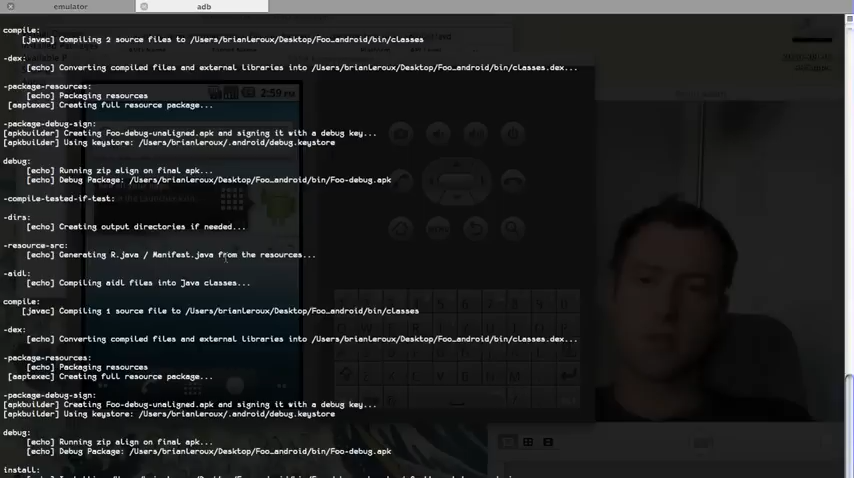 emulator
adb
compile:
[javac] Compiling 2 source files to /Users/brianleroux/Desktop/Foo_android/bin/classes
-dex:
[echo] Converting compiled files and external Libraries into /Users/brianleroux/Desktop/Foo_android/bin/classes.dex...
-package-resources:
[echo] Packaging resources
[aaptexec] Creating full resource package...
-package-debug-sign:
[apkbuilder] Creating Foo-debug-unaligned.apk and signing it with a debug key...
[apkbuilder] Using keystore: /Users/brianleroux/.android/debug.keystore
debug:
[echo] Running zip align on final apk...
[echo] Debug Package: /Users/brianleroux/Desktop/Foo_android/bin/Foo-debug.apk
-compile-tested-if-test:
-dirs:
[echo] Creating output directories if needed...
-resource-src:
[echo] Generating R.java / Manifest.java from the resources...
-aidl:
[echo] Compiling aidl files into Java classes...
compile:
[javac] Compiling 1 source file to /Users/brianleroux/Desktop/Foo_android/bin/classes
-dex:
[echo] Converting compiled files and external Libraries into /Users/brianleroux/Desktop/Foo_android/bin/classes.dex...
-package-resources:
[echo] Packaging resources
[aaptexec] Creating full resource package...
-package-debug-sign:
[apkbuilder] Creating Foo-debug-unaligned.apk and signing it with a debug key...
[apkbuilder] Using keystore: /Users/brianleroux/.android/debug.keystore
debug:
[echo] Running zip align on final apk...
[echo] Debug Package: /Users/brianleroux/Desktop/Foo_android/bin/Foo-debug.apk
install:
2:59 PM
MENU